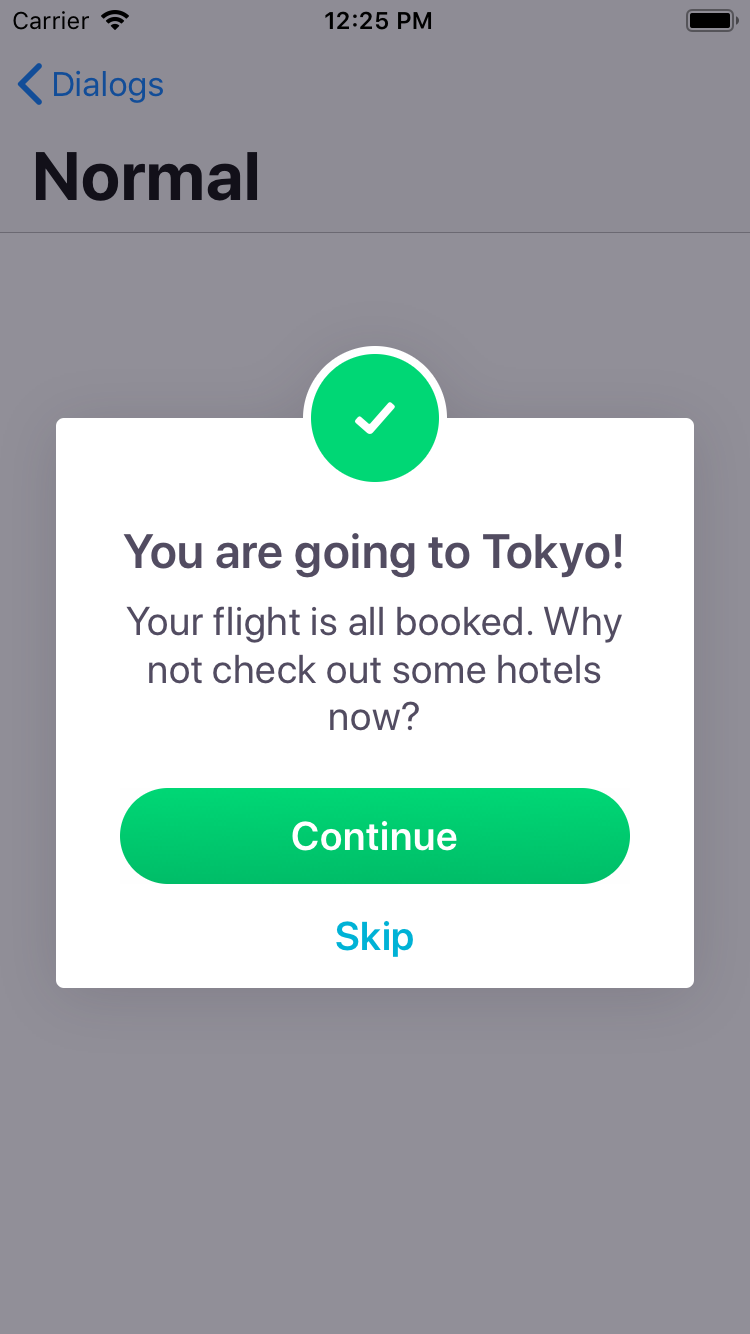 Carrier 12:25 PM
Dialogs
Normal
You are going to Tokyo!
Your flight is all booked. Why
not check out some hotels
now?
Continue
Skip